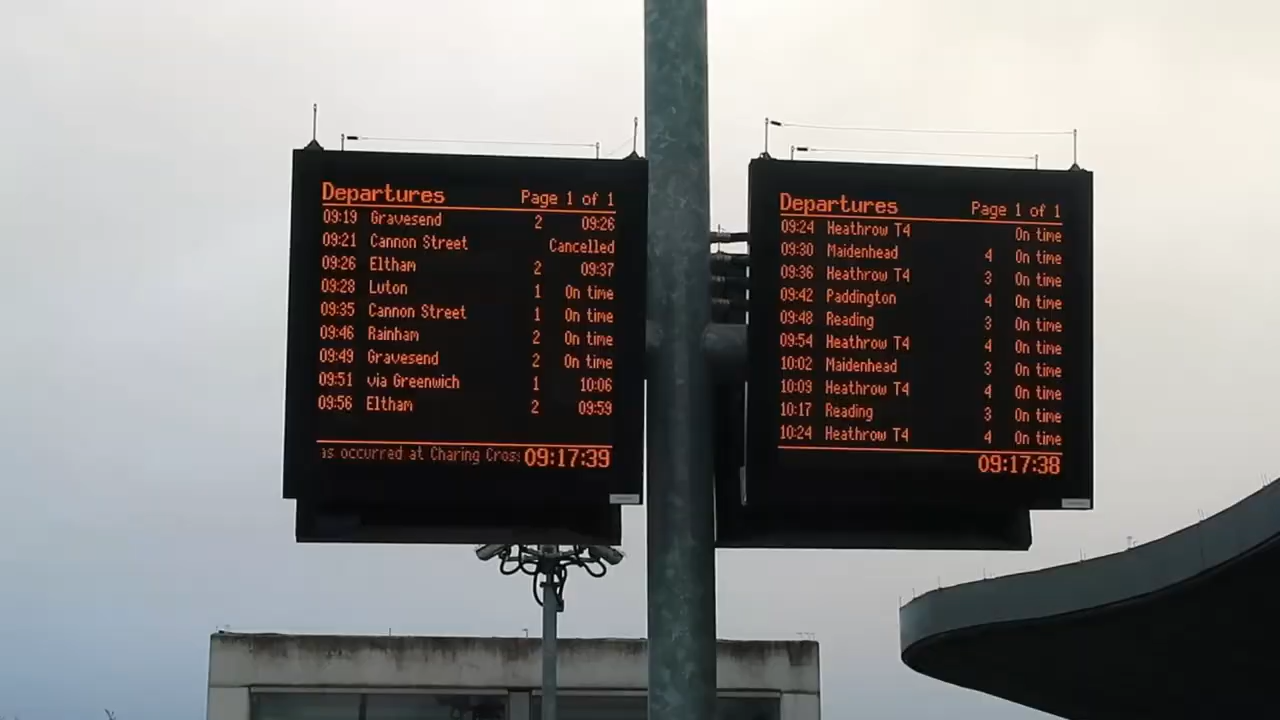 Departures Page 1 of 1
09:19 Gravesend 2 09:26
09:21 Cannon Street Cancelled
09:26 Eltham 2 09:37
09:28 Luton 1 On time
09:35 Cannon Street 1 On time
09:46 Rainham 2 On time
09:49 Gravesend 2 On time
09:51 via Greenwich 1 10:06
09:56 Eltham 2 09:59
as occurred at Charing Cross 09:17:39
Departures Page 1 of 1
09:24 Heathrow T4 On time
09:30 Maidenhead 4 On time
09:36 Heathrow T4 3 On time
09:42 Paddington 4 On time
09:48 Reading 3 On time
09:54 Heathrow T4 4 On time
10:02 Maidenhead 3 On time
10:09 Heathrow T4 4 On time
10:17 Reading 3 On time
10:24 Heathrow T4 4 On time
09:17:38